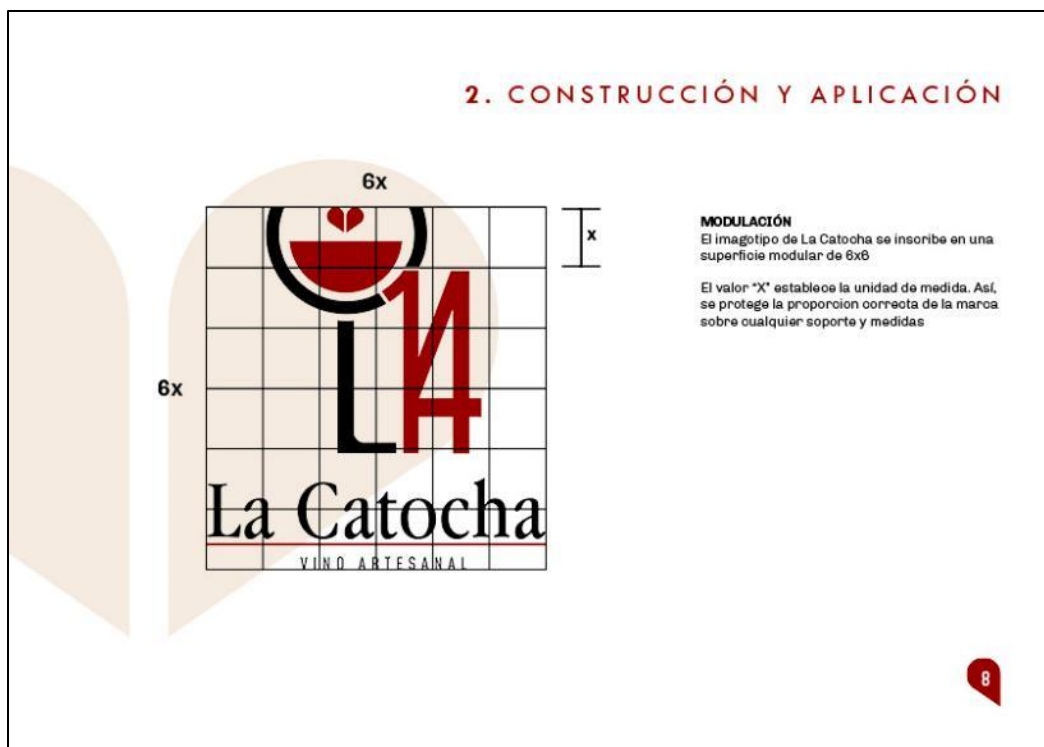 2. CONSTRUCCIÓN Y APLICACIÓN
6x
x
6x
LA
La Catocha
VINO ARTESANAL
MODULACIÓN
El imagotipo de La Catocha se inscribe en una
superficie modular de 6x6
El valor "X" establece la unidad de medida. Así,
se protege la proporcion correcta de la marca
sobre cualquier soporte y medidas
8